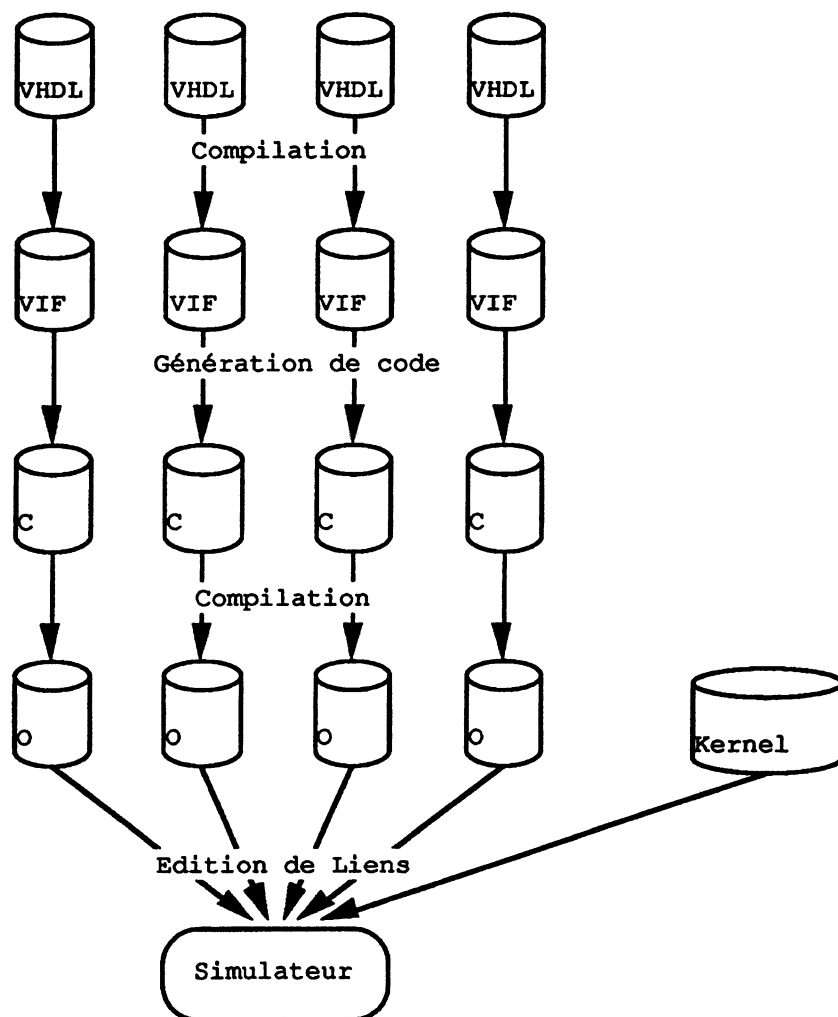 VHDL VHDL VHDL VHDL
Compilation
VIF VIF VIF VIF
Génération de code
C C C C
Compilation
O O O O Kernel
Edition de Liens
Simulateur